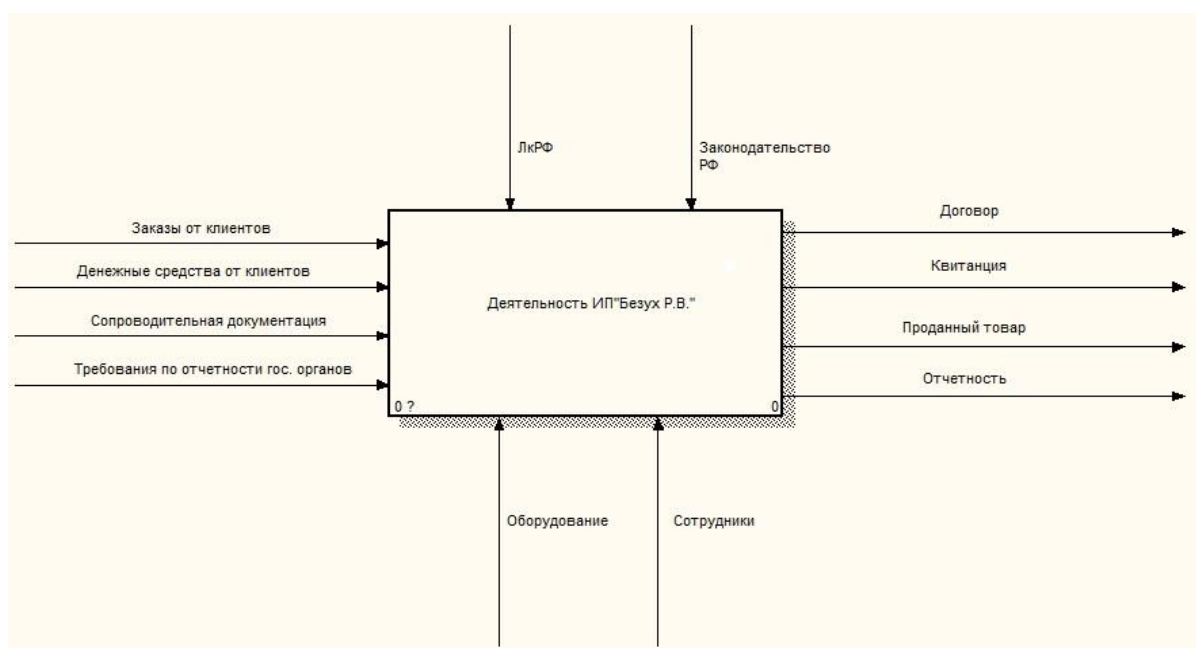 ЛкРФ
Законодательство
РФ
Заказы от клиентов
Денежные средства от клиентов
Сопроводительная документация
Требования по отчетности гос. органов
Деятельность ИП"Безух Р.В."
0 ?
0
Договор
Квитанция
Проданный товар
Отчетность
Оборудование
Сотрудники